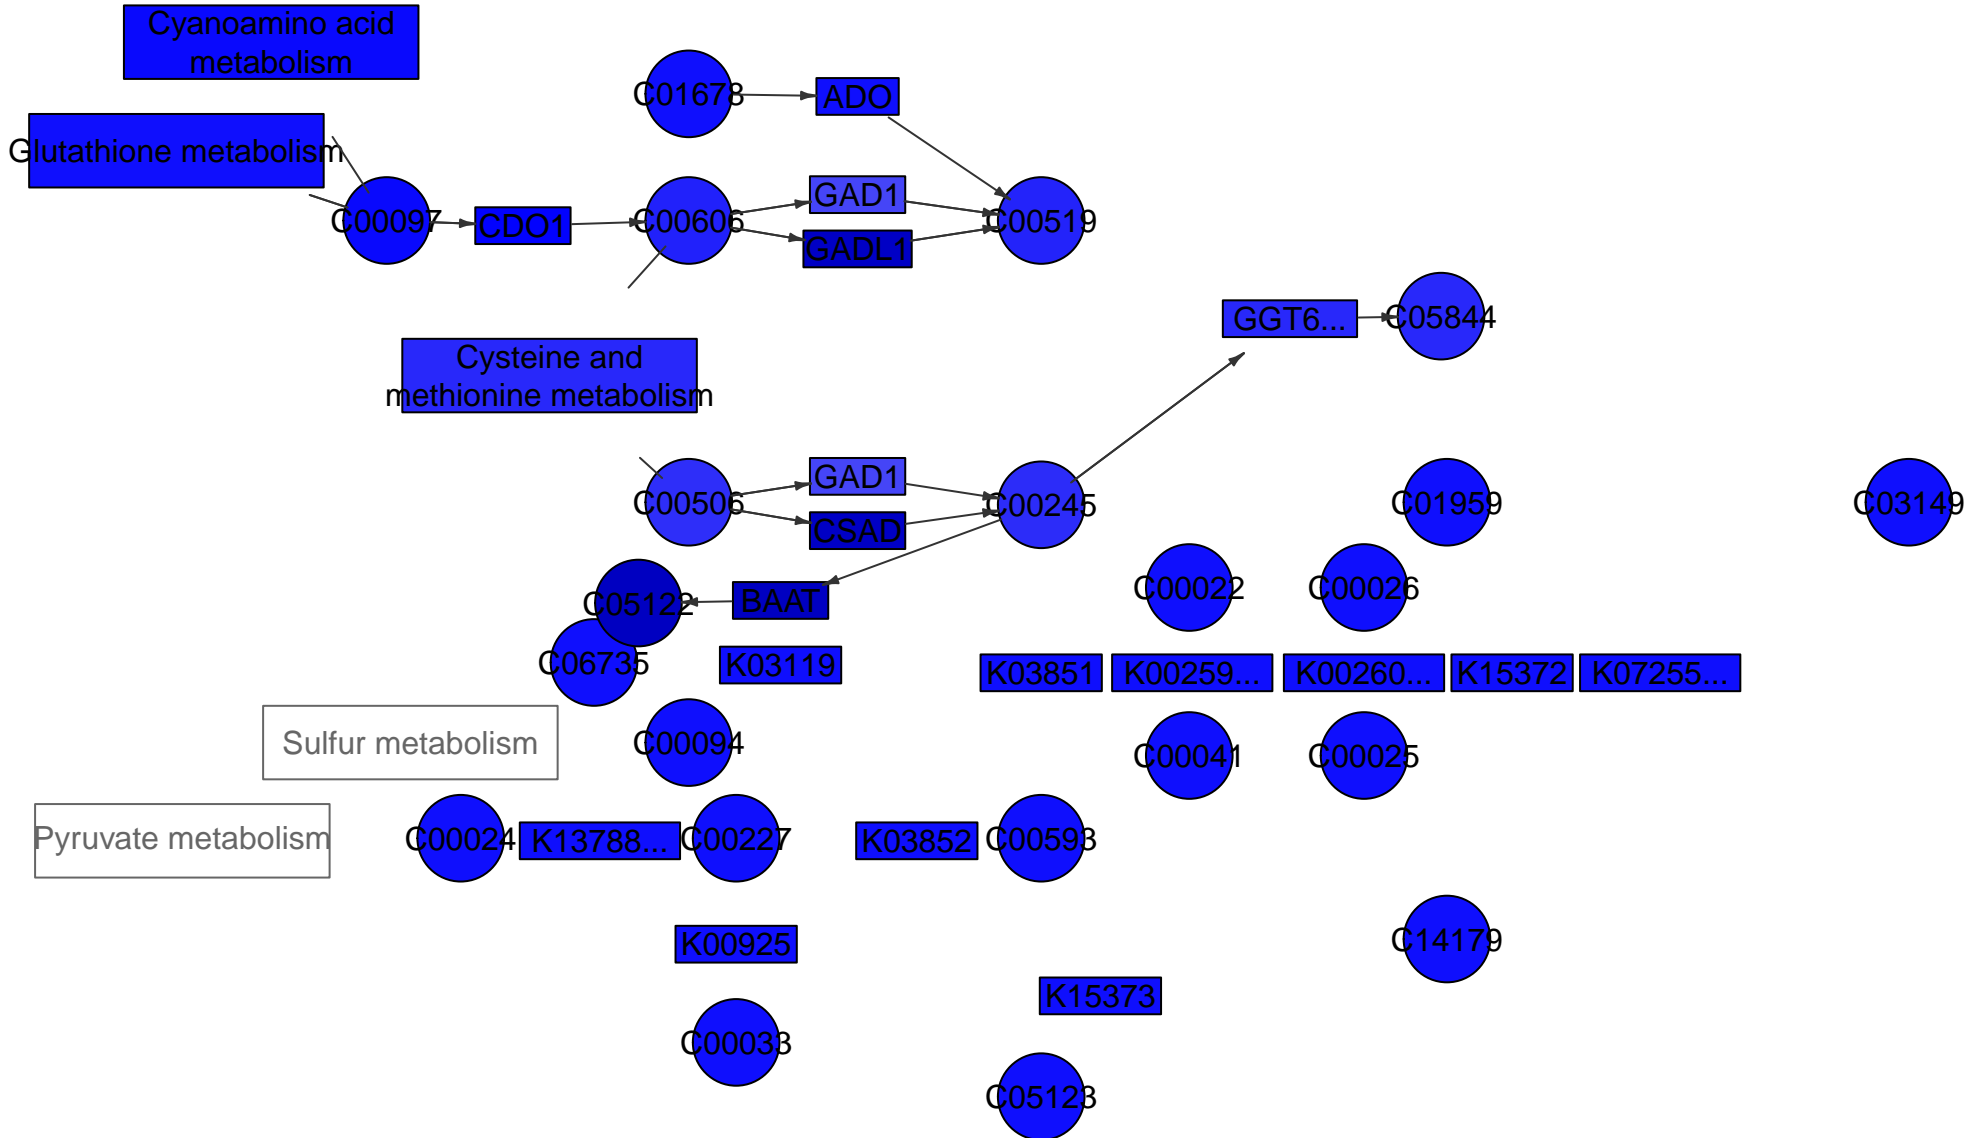 Cyanoamino acid
metabolism
C01678
ADO
Glutathione metabolism
C00097
CDO1
C00606
GAD1
GADL1
C00519
GGT6...
C05844
Cysteine and
methionine metabolism
C00506
GAD1
CSAD
C00245
C01959
C03149
C05122
BAAT
C00022
C00026
C06735
K03119
K03851
K00259...
K00260...
K15372
K07255...
Sulfur metabolism
C00094
C00041
C00025
Pyruvate metabolism
C00024
K13788...
C00227
K03852
C00593
K00925
C14179
K15373
C00033
C05123